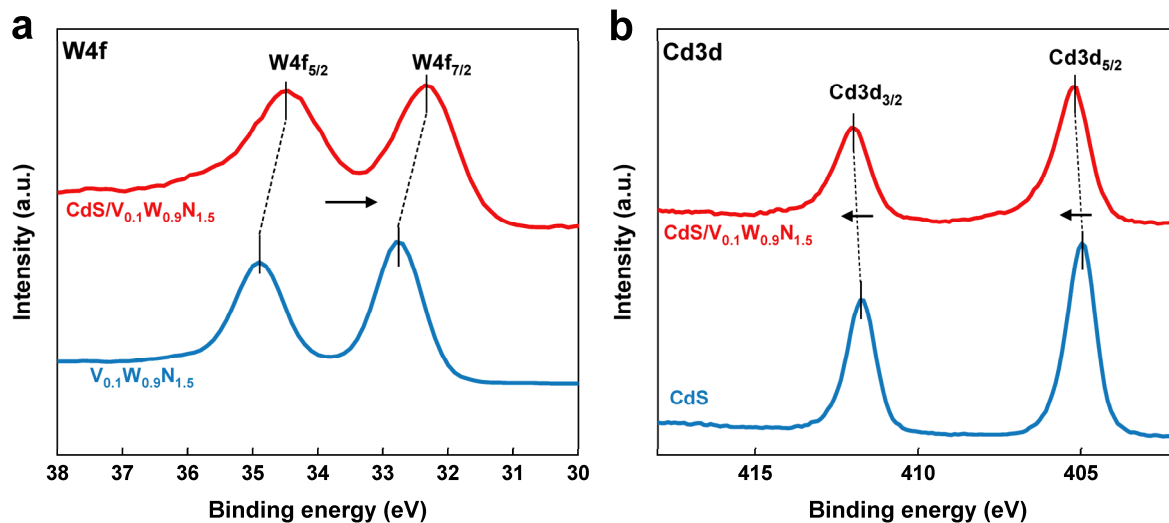 a
W4f
W4f5/2
W4f7/2
CdS/V0.1W0.9N1.5
V0.1W0.9N1.5
Intensity (a.u.)
38 37 36 35 34 33 32 31 30
Binding energy (eV)
b
Cd3d
Cd3d3/2
Cd3d5/2
CdS/V0.1W0.9N1.5
CdS
Intensity (a.u.)
415 410 405
Binding energy (eV)